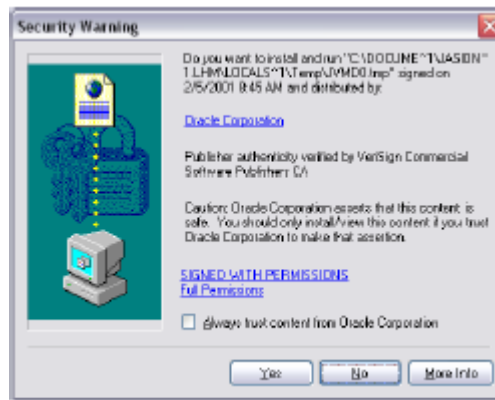 Security Warning
Do you want to install and run "C:\DOCUME~1\JASON~
1.LHM\LOCALS~1\Temp\JVMD0.tmp" signed on
2/5/2001 9:45 AM and distributed by:
Oracle Corporation
Publisher authenticity verified by VeriSign Commercial
Software Publishers CA
Caution: Oracle Corporation asserts that this content is
safe. You should only install/view this content if you trust
Oracle Corporation to make that assertion.
SIGNED WITH PERMISSIONS
Full Permissions
Always trust content from Oracle Corporation
Yes
No
More Info